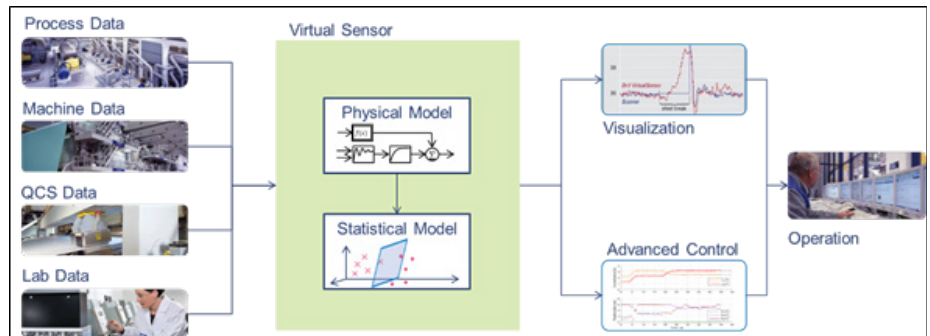 Process Data
Machine Data
QCS Data
Lab Data
Virtual Sensor
Physical Model
f(x)
Σ
Statistical Model
Visualization
Advanced Control
Operation